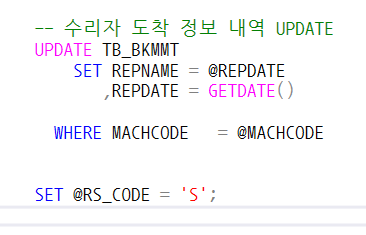 -- 수리자 도착 정보 내역 UPDATE
UPDATE TB_BKMMT
SET REPNAME = @REPDATE
,REPDATE = GETDATE()
WHERE MACHCODE = @MACHCODE
SET @RS_CODE = 'S';